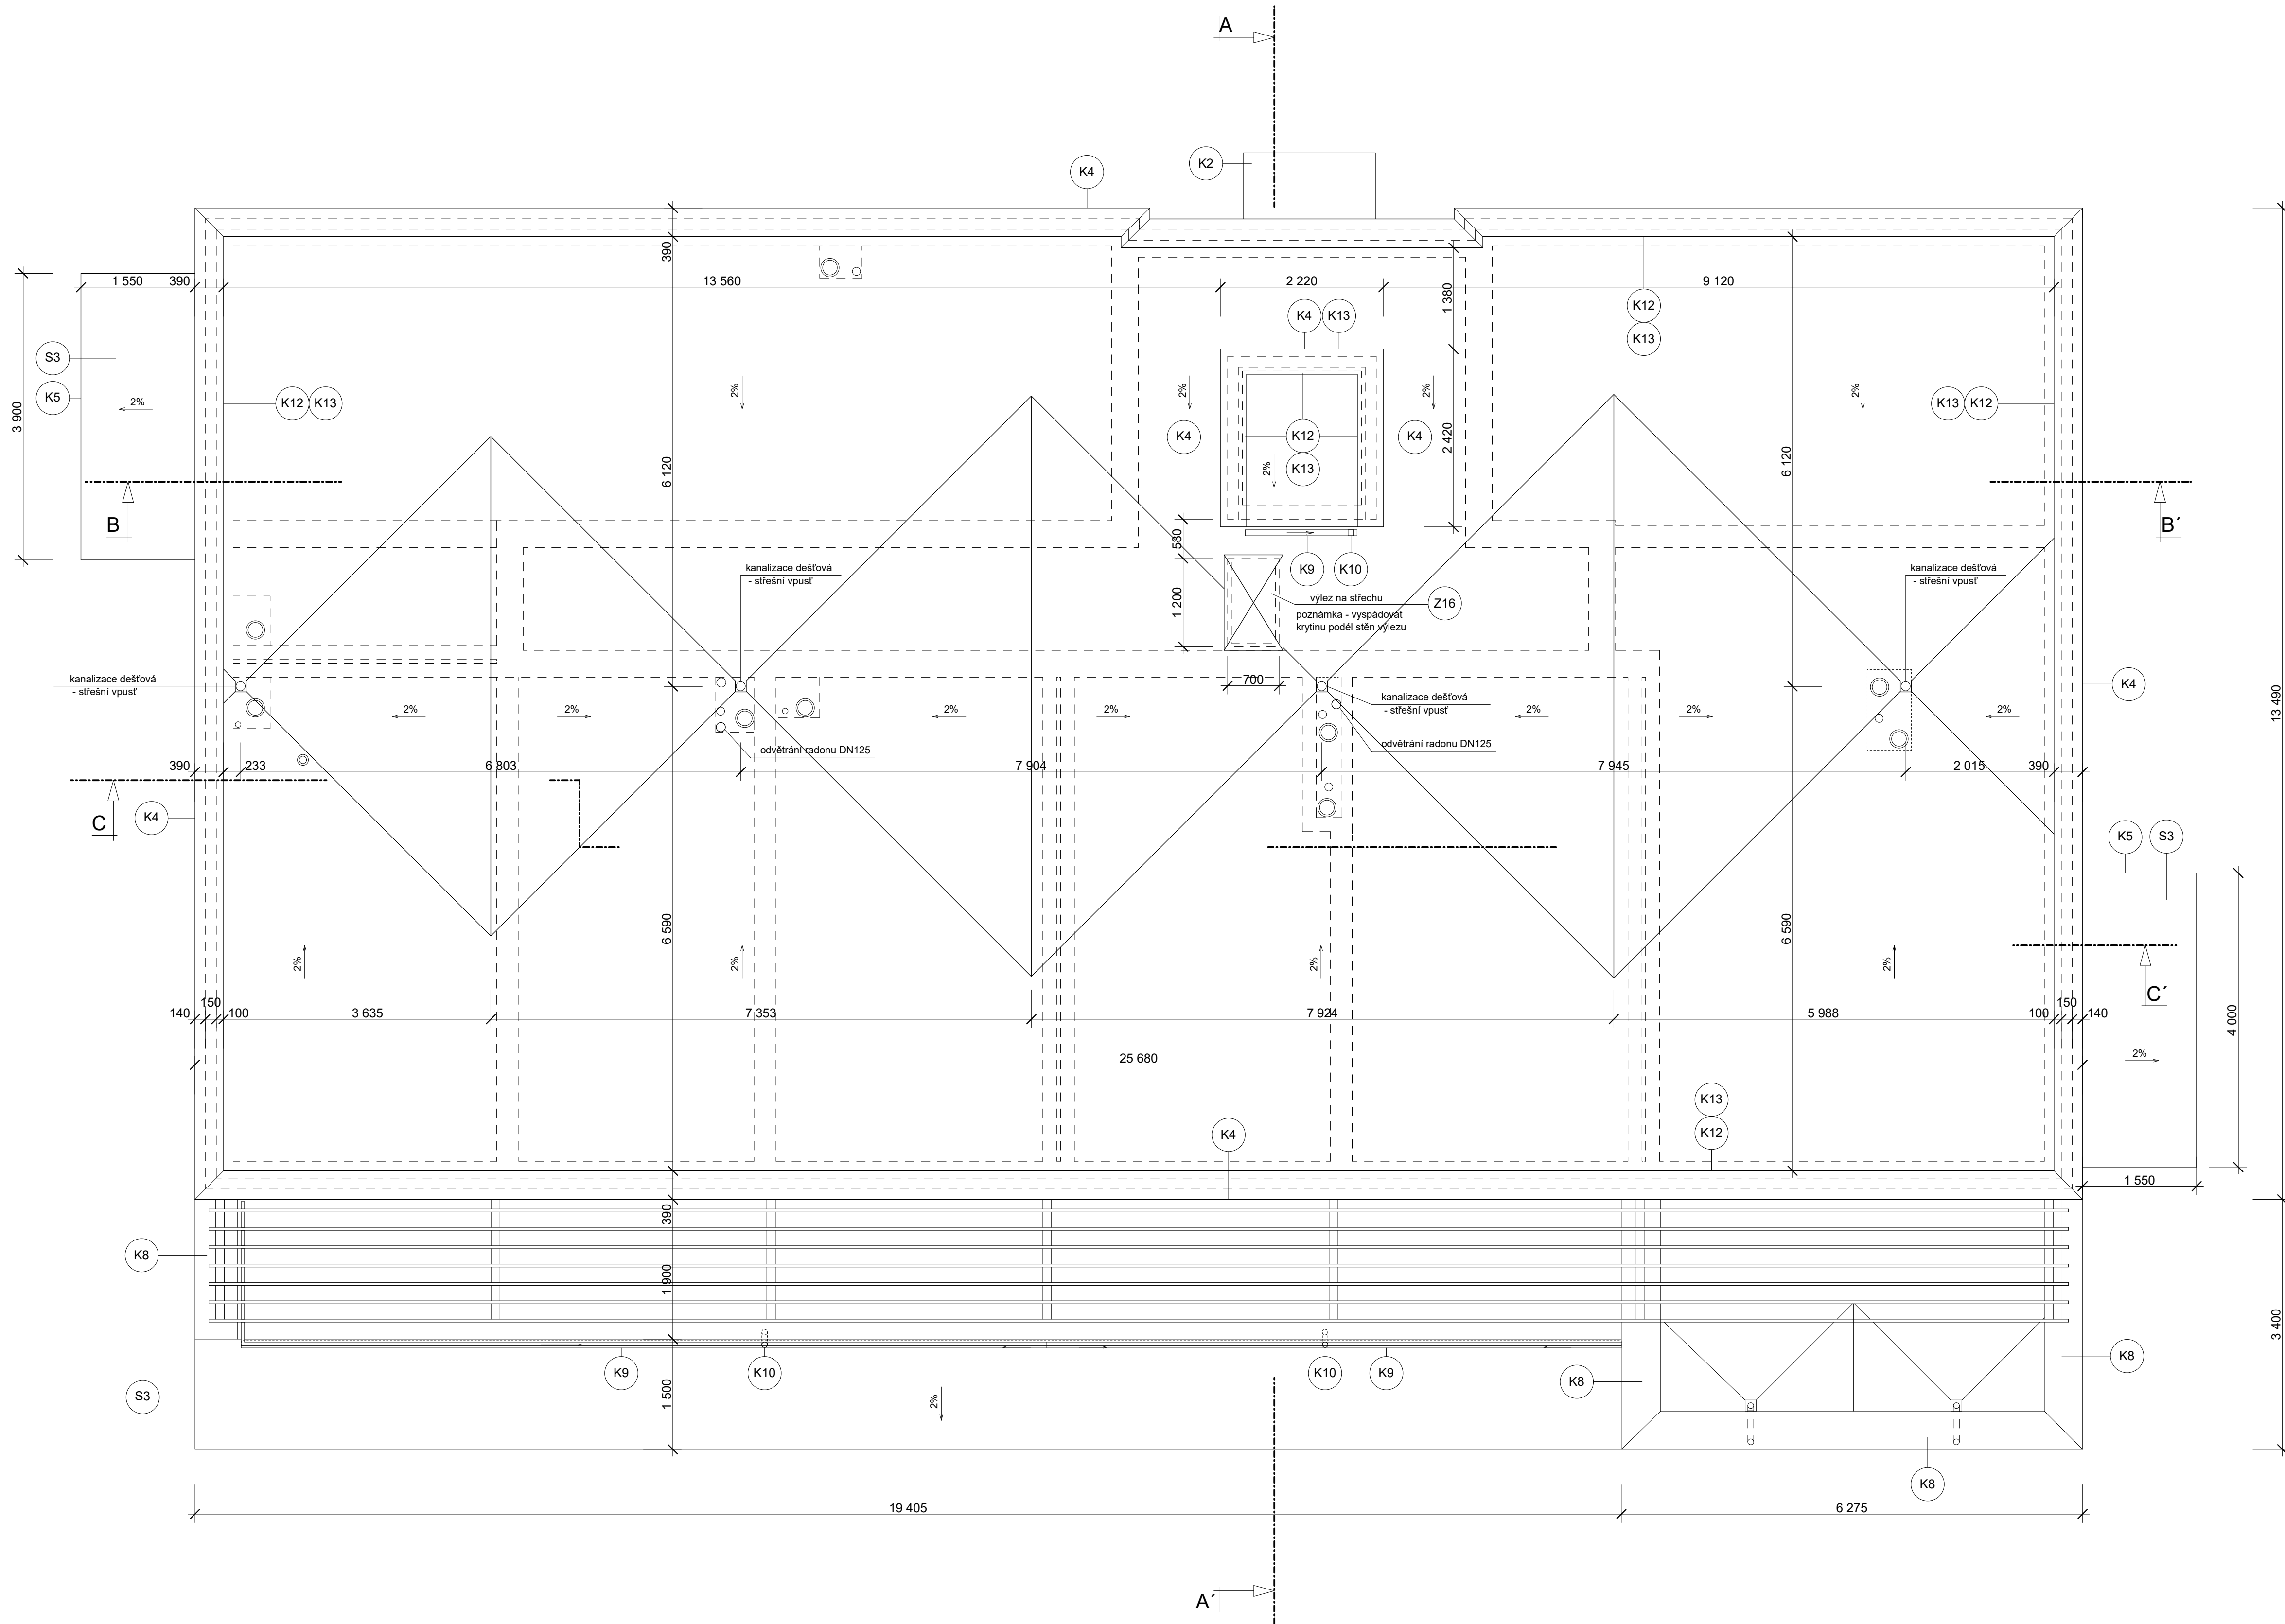 A
K2
K4
390
1 550
390
13 560
2 220
9 120
1 380
K4
K13
K12
K13
3 900
S3
K5
2%
K12
K13
2%
2%
2%
2%
K13
K12
K4
K12
K4
K13
2%
2 420
6 120
6 120
B
B´
530
K9
K10
kanalizace dešťová
- střešní vpusť
kanalizace dešťová
- střešní vpusť
1 200
výlez na střechu
Z16
poznámka - vyspádovat
krytinu podél stěn výlezu
kanalizace dešťová
- střešní vpusť
700
kanalizace dešťová
- střešní vpusť
K4
13 490
2%
2%
2%
2%
2%
2%
2%
odvětrání radonu DN125
odvětrání radonu DN125
390
233
6 803
7 904
7 945
2 015
390
C
K4
K5
S3
6 590
6 590
2%
2%
2%
2%
C´
140
150
100
3 635
7 353
7 924
5 988
100
150
140
4 000
25 680
2%
K13
K12
K4
1 550
390
K8
1 900
3 400
K9
K10
K10
K9
K8
K8
S3
1 500
2%
K8
19 405
6 275
A´